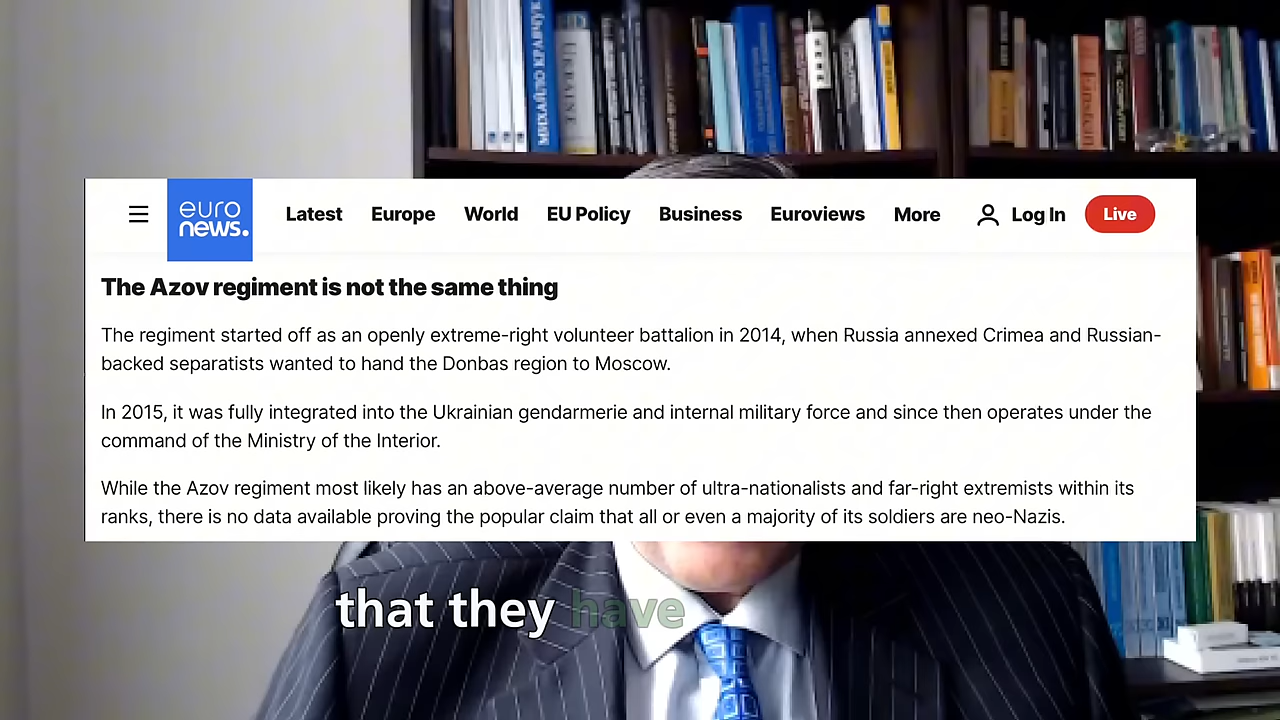 МИХАЙЛО КРАВЧУК
UKRAINE
euro
news.
Latest Europe World EU Policy Business Euroviews More Log In Live
The Azov regiment is not the same thing
The regiment started off as an openly extreme-right volunteer battalion in 2014, when Russia annexed Crimea and Russian-
backed separatists wanted to hand the Donbas region to Moscow.
In 2015, it was fully integrated into the Ukrainian gendarmerie and internal military force and since then operates under the
command of the Ministry of the Interior.
While the Azov regiment most likely has an above-average number of ultra-nationalists and far-right extremists within its
ranks, there is no data available proving the popular claim that all or even a majority of its soldiers are neo-Nazis.
that they have